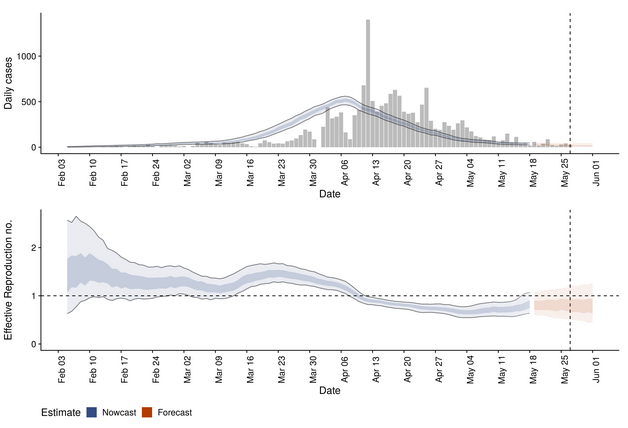 Daily cases
1000
500
0
Feb 03
Feb 10
Feb 17
Feb 24
Mar 02
Mar 09
Mar 16
Mar 23
Mar 30
Apr 06
Apr 13
Apr 20
Apr 27
May 04
May 11
May 18
May 25
Jun 01
Date
Effective Reproduction no.
2
1
0
Feb 03
Feb 10
Feb 17
Feb 24
Mar 02
Mar 09
Mar 16
Mar 23
Mar 30
Apr 06
Apr 13
Apr 20
Apr 27
May 04
May 11
May 18
May 25
Jun 01
Date
Estimate Nowcast Forecast